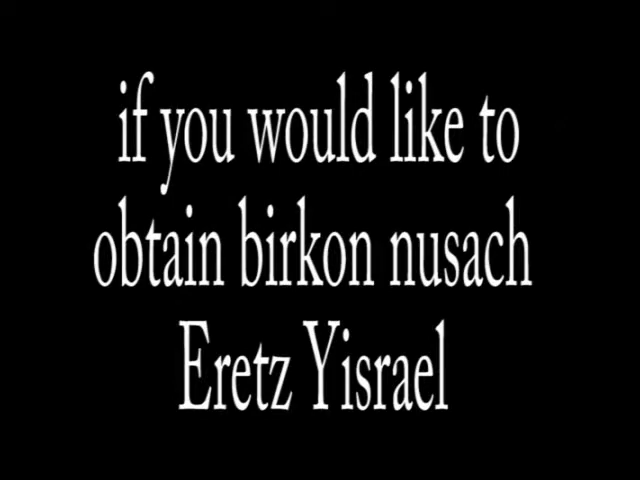 if you would like to
obtain birkon nusach
Eretz Yisrael